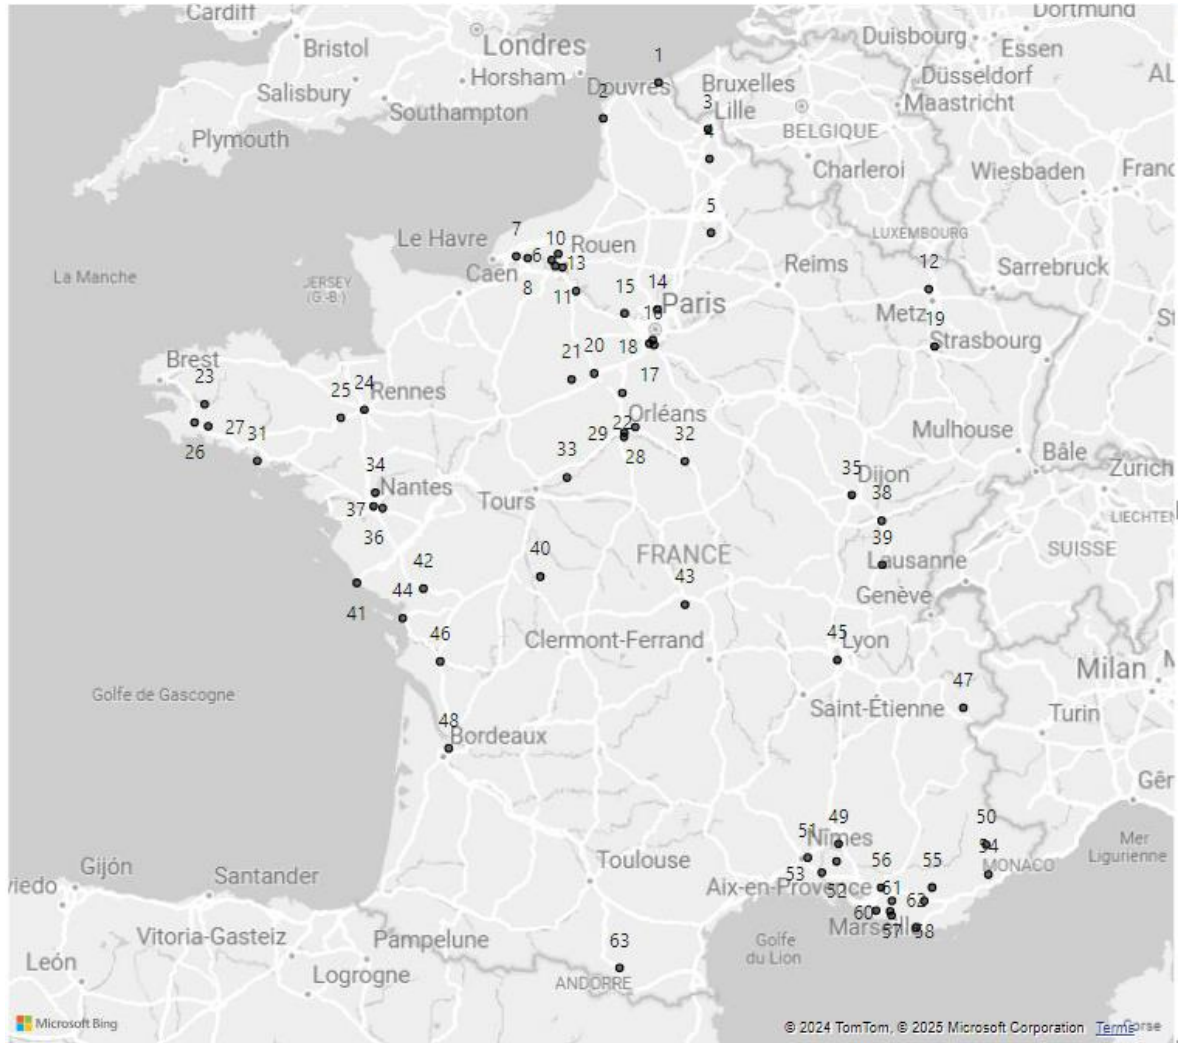 Cardiff
Dortmund
Bristol
Londres
Duisbourg
Essen
1
Horsham
Douvres
Bruxelles
Düsseldorf
AL
Salisbury
2
3
Lille
Maastricht
Southampton
BELGIQUE
Plymouth
4
Charleroi
Wiesbaden
Franc
5
LUXEMBOURG
Le Havre
7
10
Rouen
6
13
Caen
Reims
12
Sarrebruck
La Manche
JERSEY
(G.-B.)
8
11
15
14
Paris
Metz
16
19
Brest
21
20
18
Strasbourg
23
25
24
Rennes
17
26
27
31
22
Orléans
29
28
32
Mulhouse
Bâle
33
34
Nantes
Tours
35
Dijon
Zurich
38
37
36
LIECHTEN
39
FRANCE
Lausanne
SUISSE
40
42
43
41
44
Genève
46
Clermont-Ferrand
45
Lyon
Milan
M
Golfe de Gascogne
47
Saint-Étienne
Turin
48
Bordeaux
Gên
49
50
51
Nîmes
Mer
Ligurienne
Gijón
Toulouse
53
56
55
MONACO
viedo
Santander
Aix-en-Provence
52
61
62
60
Marseille
57
58
Vitoria-Gasteiz
Pampelune
Golfe
du Lion
León
Logrogne
63
ANDORRE
Microsoft Bing
© 2024 TomTom, © 2025 Microsoft Corporation Terms
Corse